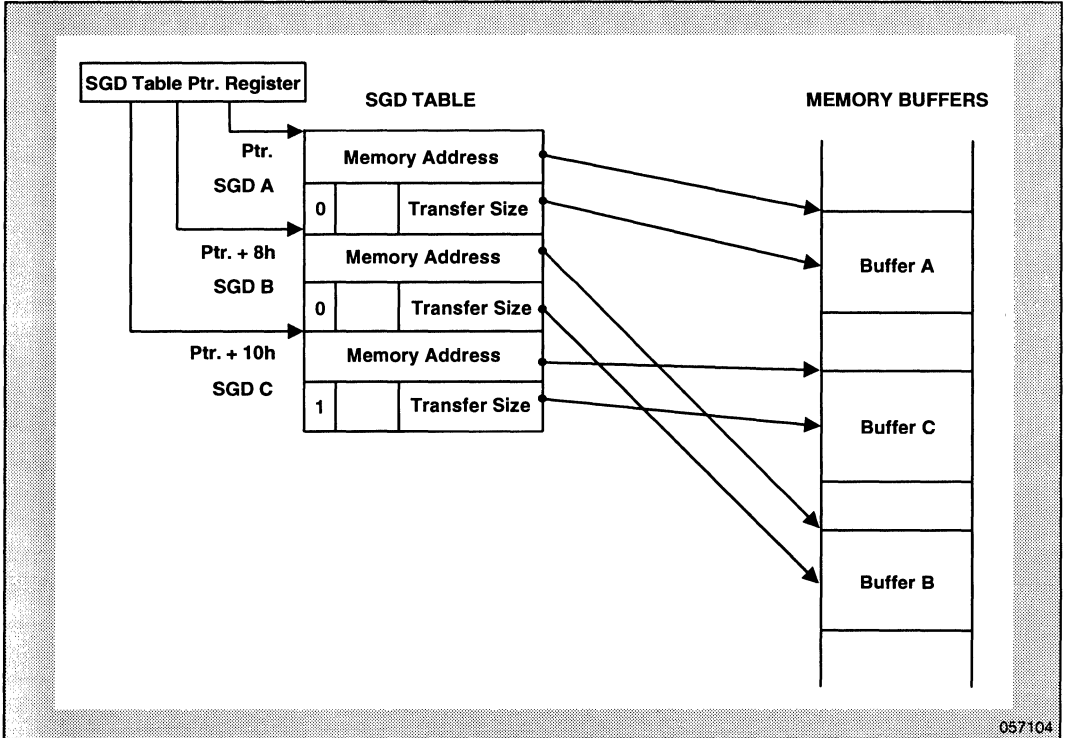 SGD Table Ptr. Register
SGD TABLE
MEMORY BUFFERS
Ptr.
SGD A
Memory Address
0
Transfer Size
Ptr. + 8h
SGD B
Memory Address
0
Transfer Size
Ptr. + 10h
SGD C
Memory Address
1
Transfer Size
Buffer A
Buffer C
Buffer B
057104